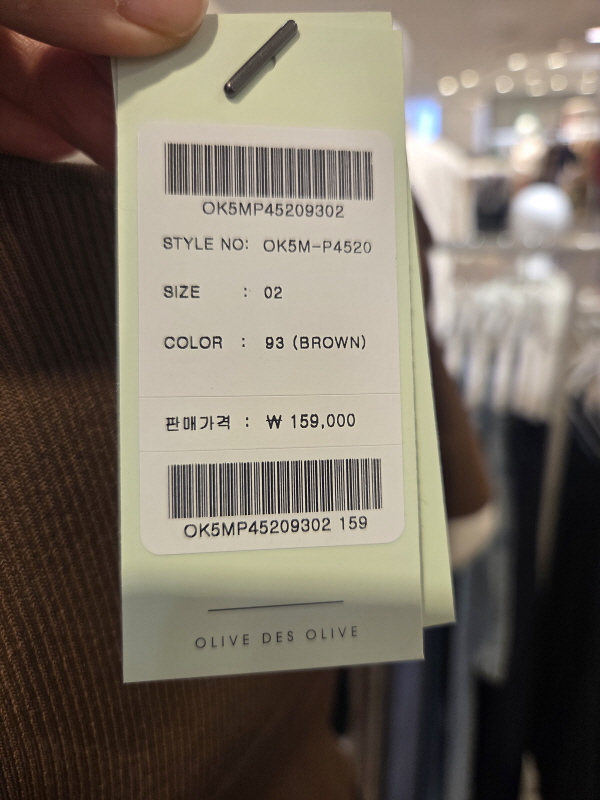 OK5MP45209302
STYLE NO: OK5M-P4520
SIZE : 02
COLOR : 93 (BROWN)
판매가격 : ₩ 159,000
OK5MP45209302 159
OLIVE DES OLIVE